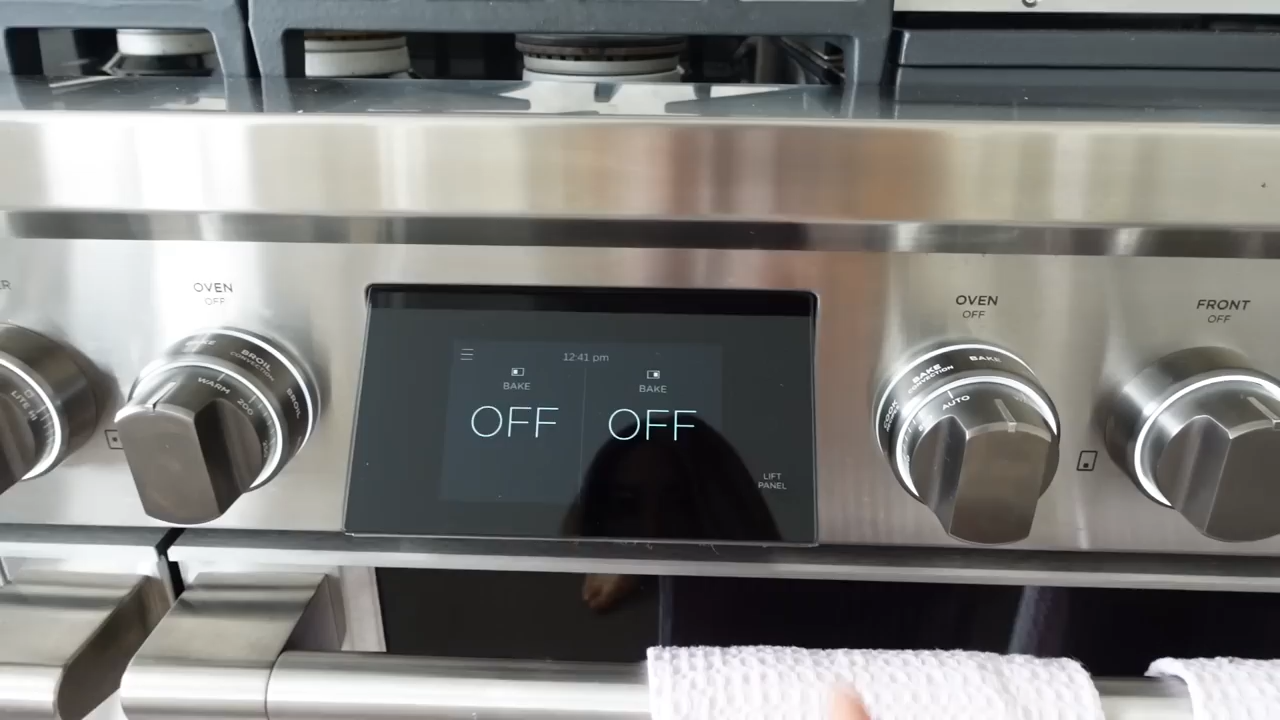 OVEN
OFF
BROIL
CONVECTION
BROIL
WARM
200
LITE
12:41 pm
BAKE
OFF
BAKE
OFF
LIFT
PANEL
OVEN
OFF
BAKE
BAKE
CONVECTION
AUTO
FRONT
OFF